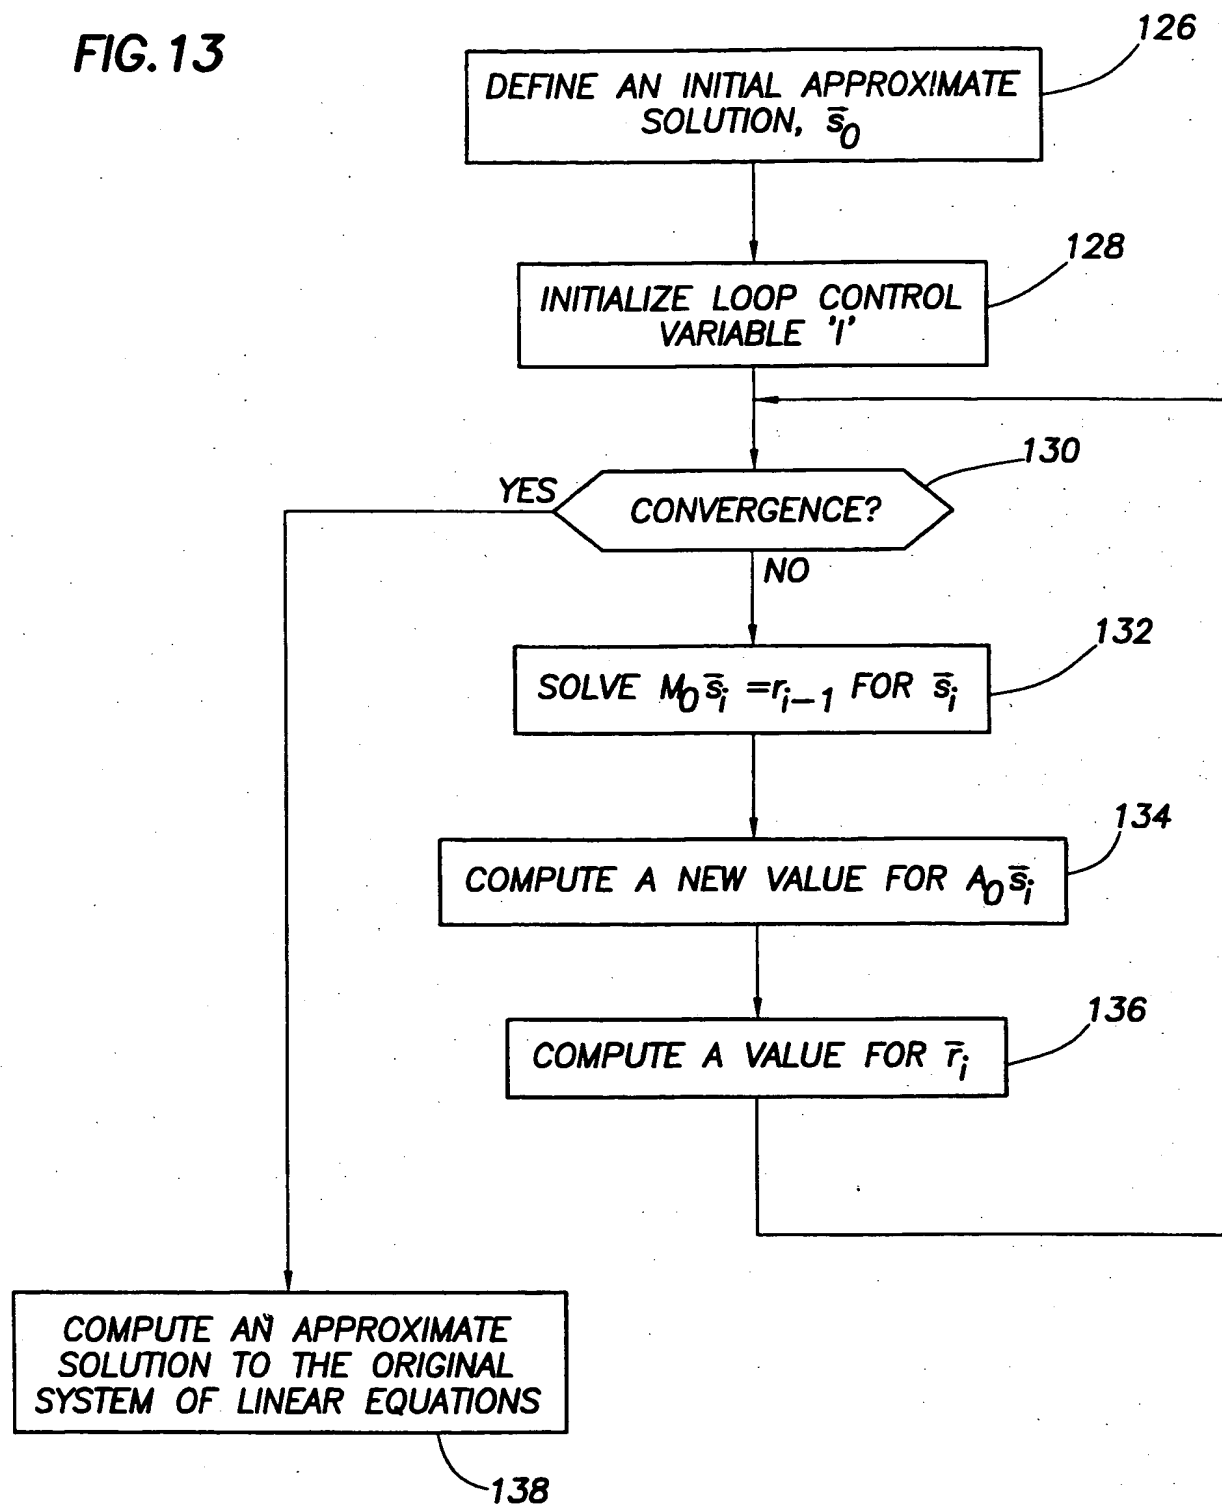 FIG. 13
126
DEFINE AN INITIAL APPROXIMATE
SOLUTION, s̄₀
128
INITIALIZE LOOP CONTROL
VARIABLE 'I'
130
YES
CONVERGENCE?
NO
132
SOLVE M₀s̄ᵢ =rᵢ₋₁ FOR s̄ᵢ
134
COMPUTE A NEW VALUE FOR A₀s̄ᵢ
136
COMPUTE A VALUE FOR r̄ᵢ
COMPUTE AN APPROXIMATE
SOLUTION TO THE ORIGINAL
SYSTEM OF LINEAR EQUATIONS
138